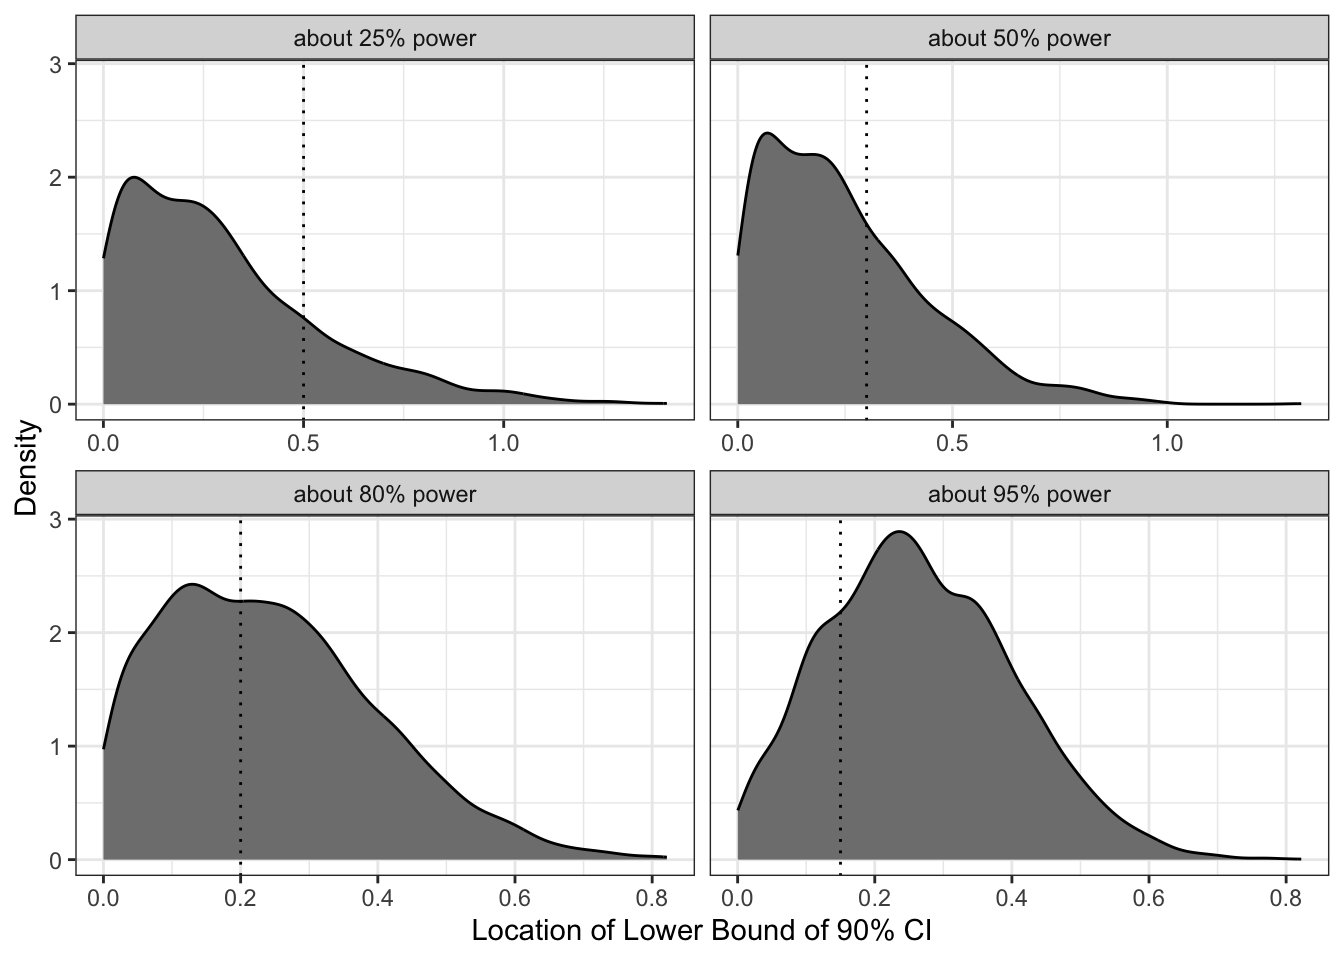 about 25% power
about 50% power
3
2
1
0
0.0 0.5 1.0
0.0 0.5 1.0
Density
about 80% power
about 95% power
3
2
1
0
0.0 0.2 0.4 0.6 0.8
0.0 0.2 0.4 0.6 0.8
Location of Lower Bound of 90% CI